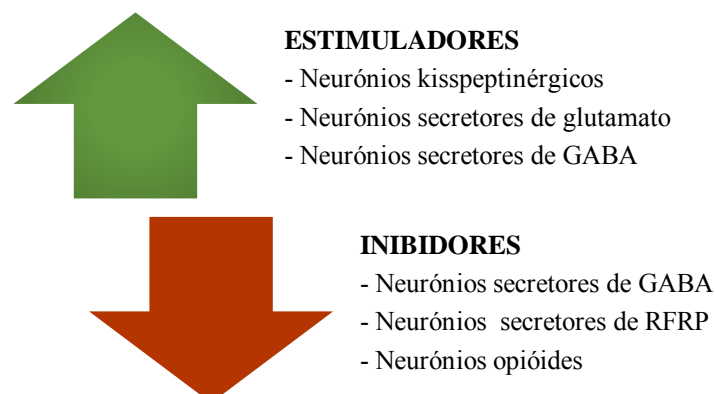 ESTIMULADORES
- Neurónios kisspeptinérgicos
- Neurónios secretores de glutamato
- Neurónios secretores de GABA
INIBIDORES
- Neurónios secretores de GABA
- Neurónios  secretores de RFRP
- Neurónios opióides